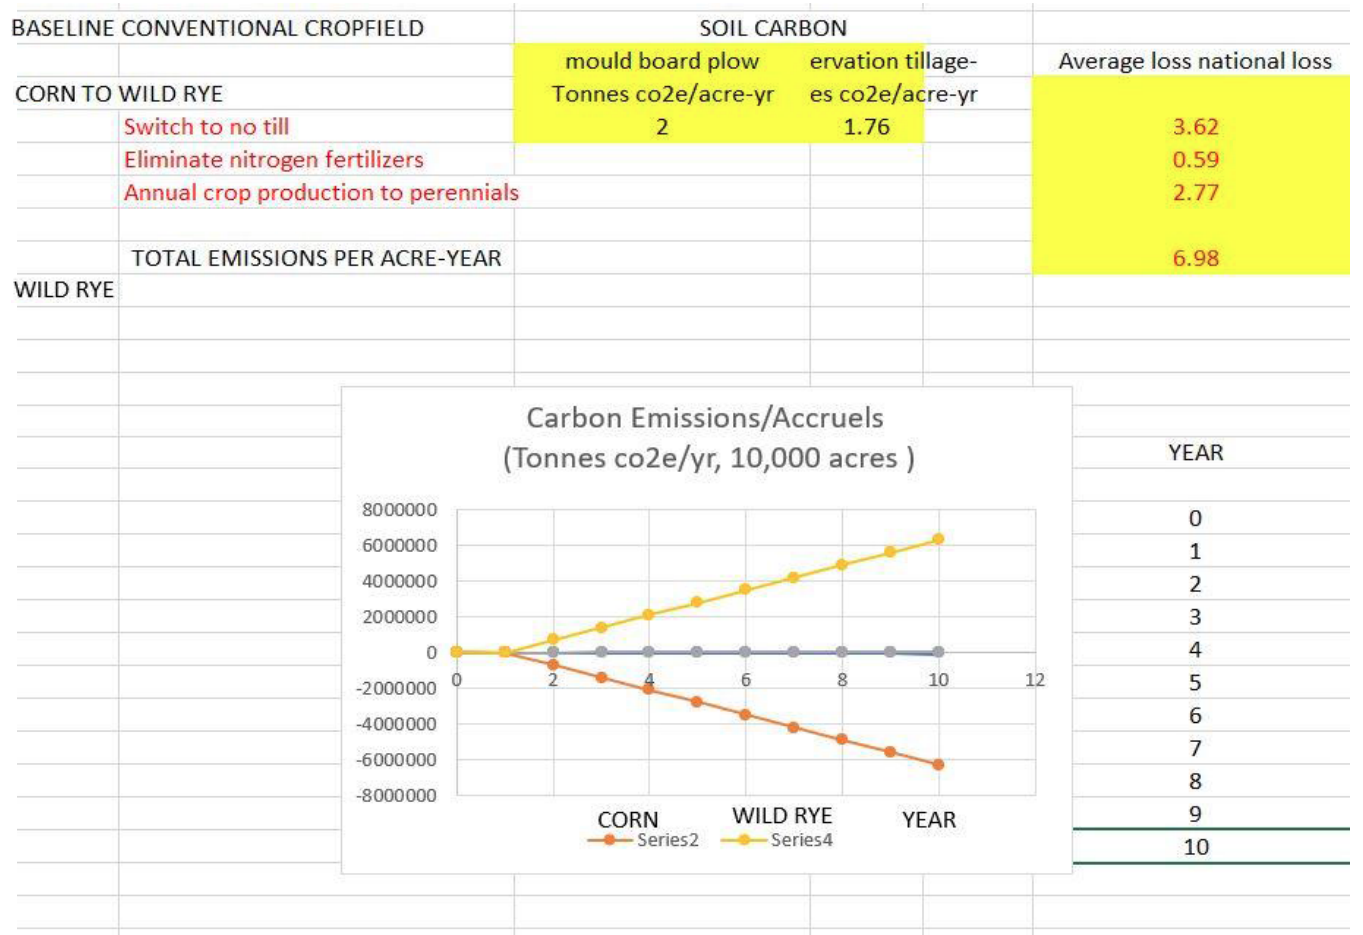 BASELINE CONVENTIONAL CROPFIELD SOIL CARBON
mould board plow ervation tillage- Average loss national loss
CORN TO WILD RYE Tonnes co2e/acre-yr es co2e/acre-yr
Switch to no till 2 1.76 3.62
Eliminate nitrogen fertilizers 0.59
Annual crop production to perennials 2.77
TOTAL EMISSIONS PER ACRE-YEAR 6.98
WILD RYE
Carbon Emissions/Accruels
(Tonnes co2e/yr, 10,000 acres )
8000000
6000000
4000000
2000000
0
-2000000
-4000000
-6000000
-8000000
0 2 4 6 8 10 12
CORN WILD RYE YEAR
Series2 Series4
YEAR
0
1
2
3
4
5
6
7
8
9
10